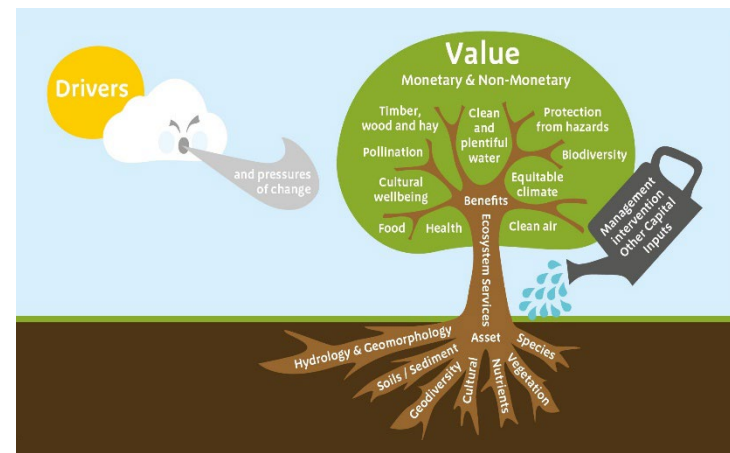 Drivers
and pressures
of change
Value
Monetary & Non-Monetary
Timber,
wood and hay
Clean
and
plentiful
water
Protection
from hazards
Pollination
Biodiversity
Cultural
wellbeing
Equitable
climate
Benefits
Food
Health
Clean air
Ecosystem Services
Management
intervention
Other Capital
Inputs
Asset
Hydrology & Geomorphology
Soils / Sediment
Geodiversity
Cultural
Nutrients
Vegetation
Species